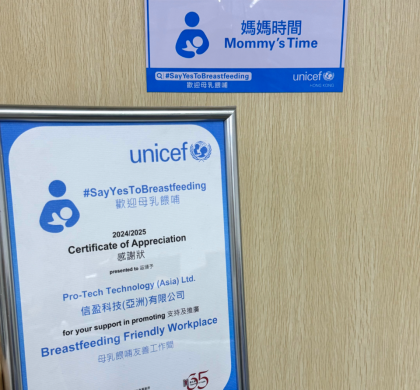 媽媽時間
Mommy's Time
#SayYesToBreastfeeding
歡迎母乳餵哺
unicef
HONG KONG
unicef
#SayYesToBreastfeeding
歡迎母乳餵哺
2024/2025
Certificate of Appreciation
感謝狀
presented to
Pro-Tech Technology (Asia) Ltd.
信盈科技(亞洲)有限公司
for your support in promoting 支持及推廣
Breastfeeding Friendly Workplace
母乳餵哺友善工作間
65